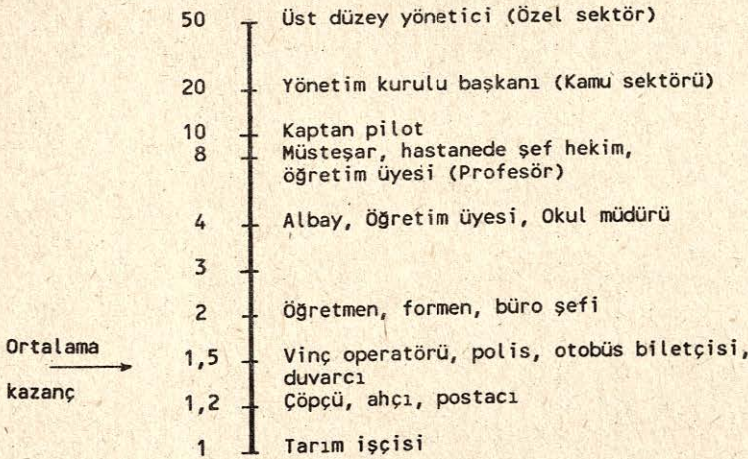 50 Üst düzey yönetici (Özel sektör)
20 Yönetim kurulu başkanı (Kamu sektörü)
10 Kaptan pilot
8 Müsteşar, hastanede şef hekim,
öğretim üyesi (Profesör)
4 Albay, Öğretim üyesi, Okul müdürü
3
2 Öğretmen, formen, büro şefi
Ortalama
kazanç
1,5 Vinç operatörü, polis, otobüs biletçisi,
duvarcı
1,2 Çöpçü, ahçı, postacı
1 Tarım işçisi